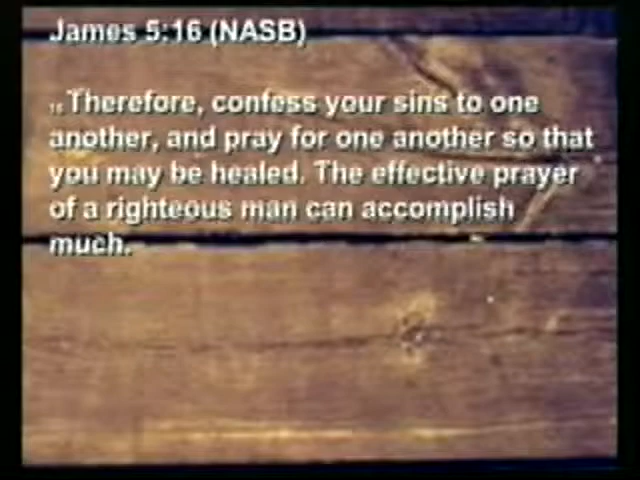 James 5:16 (NASB)
16 Therefore, confess your sins to one
another, and pray for one another so that
you may be healed. The effective prayer
of a righteous man can accomplish
much.